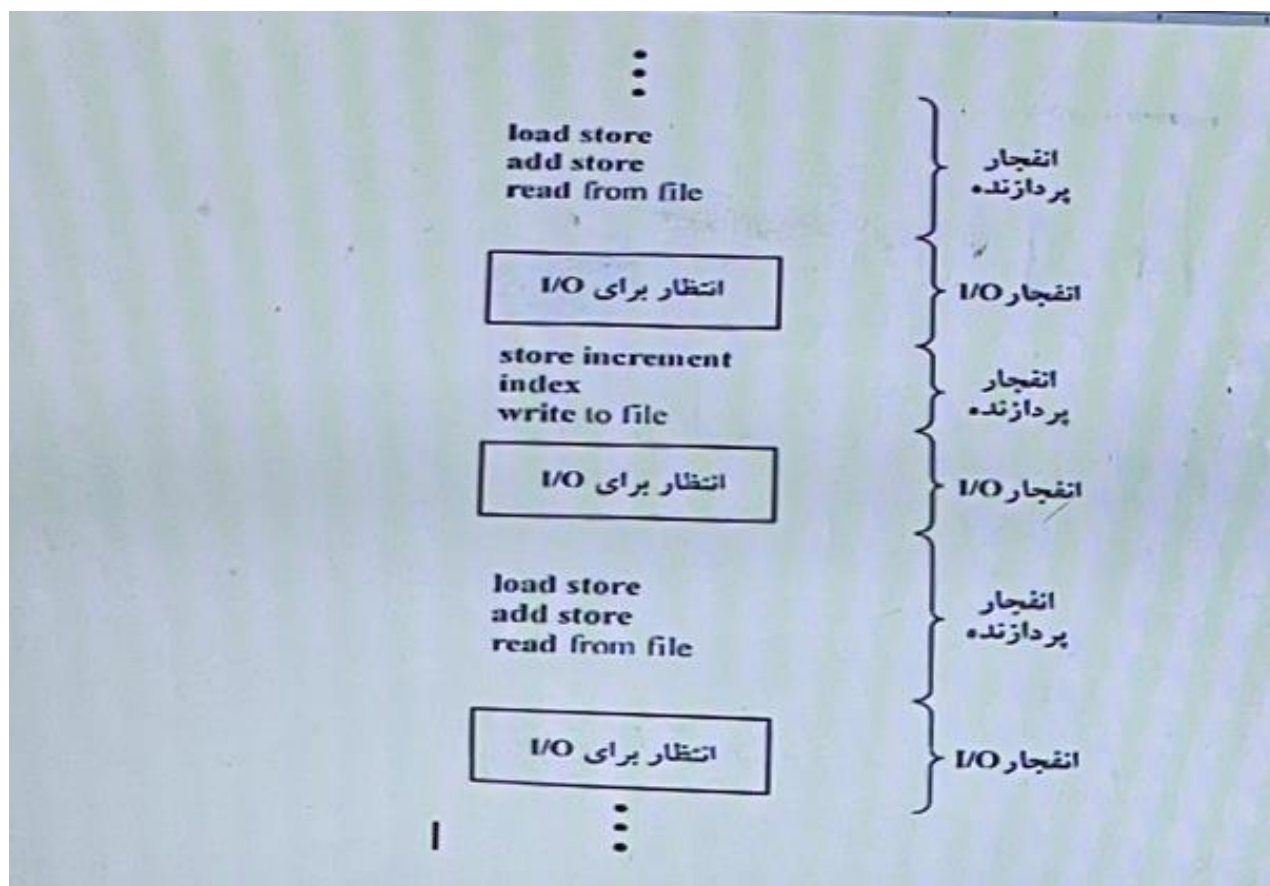 load store
add store
read from file
انفجار
پردازنده
انتظار برای I/O
انفجار I/O
store increment
index
write to file
انفجار
پردازنده
انتظار برای I/O
انفجار I/O
load store
add store
read from file
انفجار
پردازنده
انتظار برای I/O
انفجار I/O